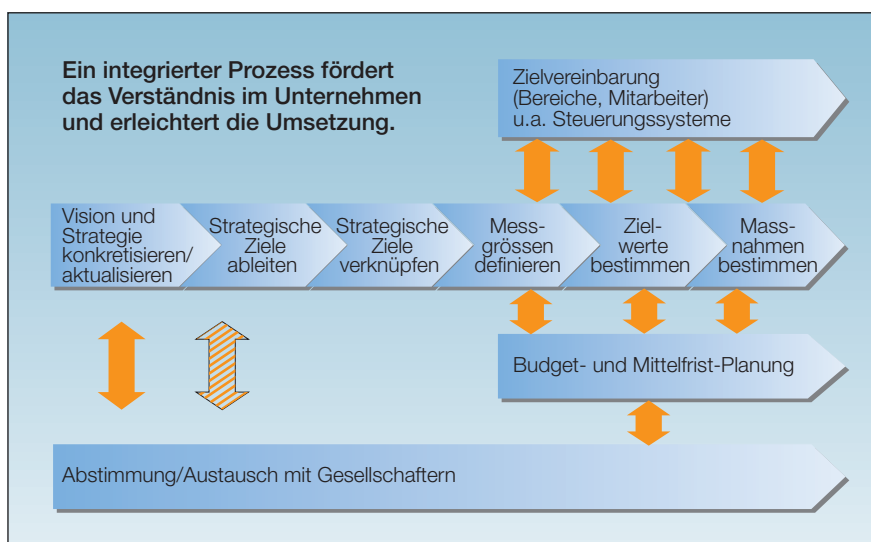 Ein integrierter Prozess fördert
das Verständnis im Unternehmen
und erleichtert die Umsetzung.
Zielvereinbarung
(Bereiche, Mitarbeiter)
u.a. Steuerungssysteme
Vision und
Strategie
konkretisieren/
aktualisieren
Strategische
Ziele
ableiten
Strategische
Ziele
verknüpfen
Mess-
grössen
definieren
Ziel-
werte
bestimmen
Mass-
nahmen
bestimmen
Budget- und Mittelfrist-Planung
Abstimmung/Austausch mit Gesellschaftern